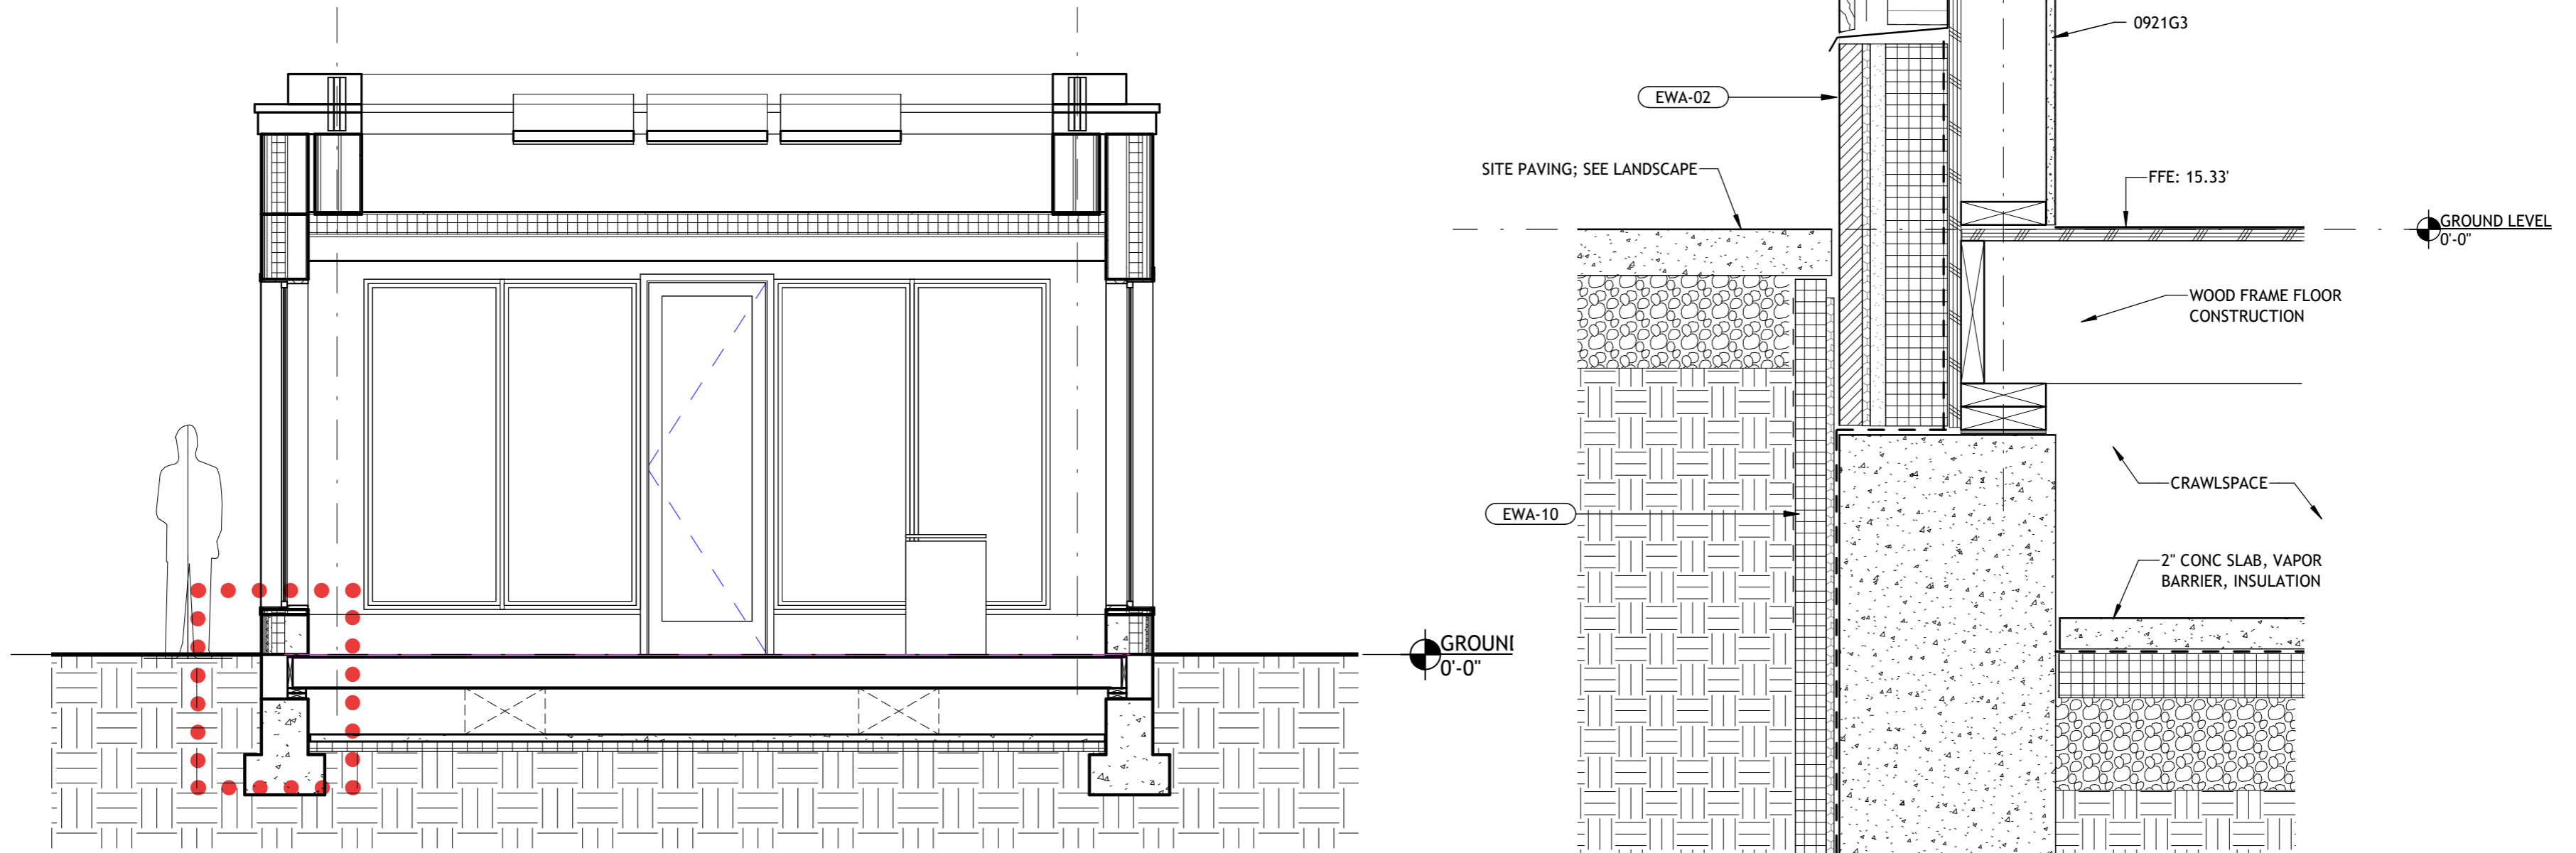 GROUNI
0'-0"
0921G3
EWA-02
SITE PAVING; SEE LANDSCAPE
FFE: 15.33'
GROUND LEVEL
0'-0"
WOOD FRAME FLOOR
CONSTRUCTION
CRAWLSPACE
EWA-10
2" CONC SLAB, VAPOR
BARRIER, INSULATION